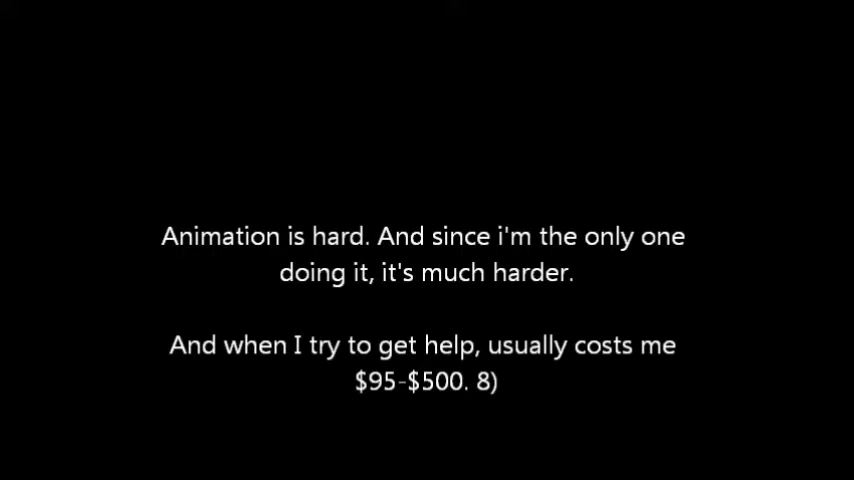 Animation is hard. And since i'm the only one
doing it, it's much harder.
And when I try to get help, usually costs me
$95-$500. 8)